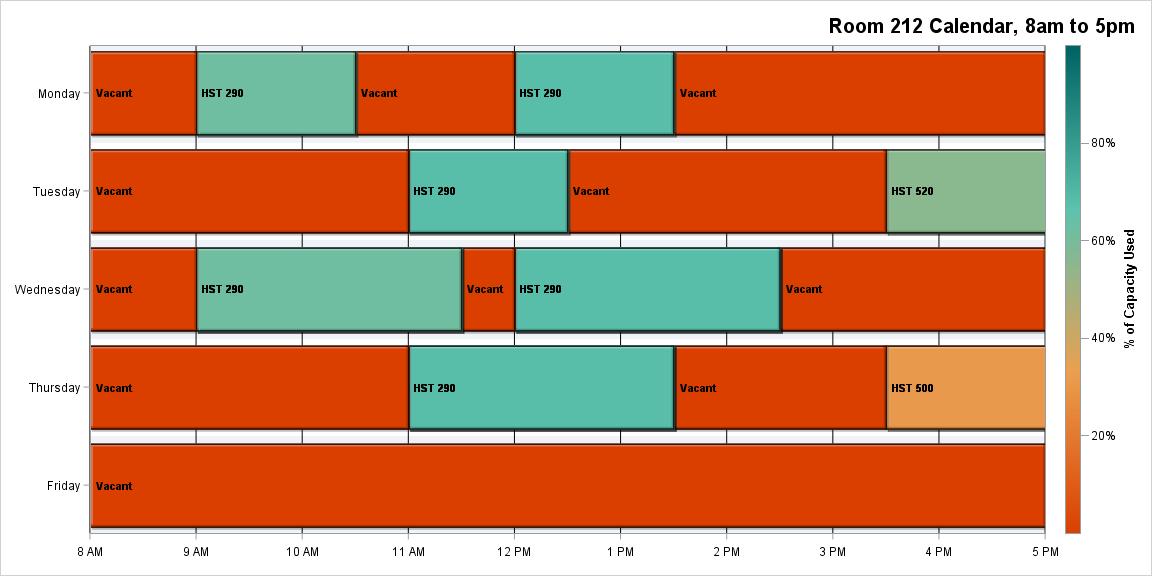 Room 212 Calendar, 8am to 5pm
Monday
Vacant
HST 290
Vacant
HST 290
Vacant
Tuesday
Vacant
HST 290
Vacant
HST 520
Wednesday
Vacant
HST 290
Vacant
HST 290
Vacant
Thursday
Vacant
HST 290
Vacant
HST 500
Friday
Vacant
8 AM
9 AM
10 AM
11 AM
12 PM
1 PM
2 PM
3 PM
4 PM
5 PM
80%
60%
40%
20%
% of Capacity Used